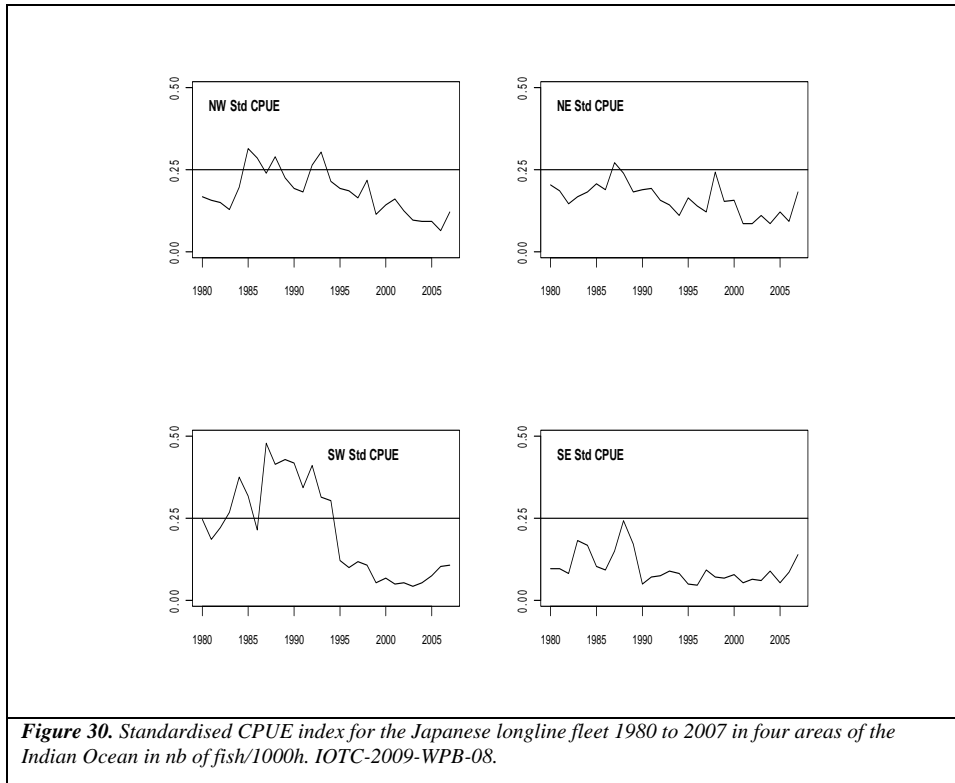 NW Std CPUE
0.50
0.25
0.00
1980 1985 1990 1995 2000 2005
NE Std CPUE
0.50
0.25
0.00
1980 1985 1990 1995 2000 2005
SW Std CPUE
0.50
0.25
0.00
1980 1985 1990 1995 2000 2005
SE Std CPUE
0.50
0.25
0.00
1980 1985 1990 1995 2000 2005
Figure 30. Standardised CPUE index for the Japanese longline fleet 1980 to 2007 in four areas of the
Indian Ocean in nb of fish/1000h. IOTC-2009-WPB-08.